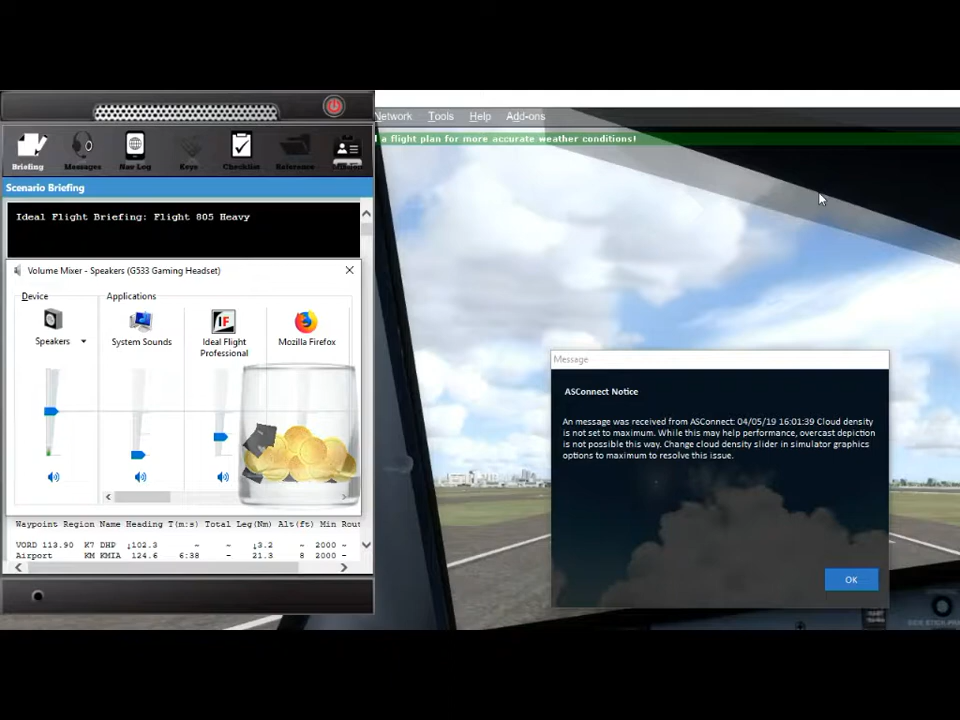 Network Tools Help Add-ons
d a flight plan for more accurate weather conditions!
Briefing Messages Nav Log Keys Checklist Reference
Scenario Briefing
Ideal Flight Briefing: Flight 805 Heavy
Volume Mixer - Speakers (G533 Gaming Headset)
Device Applications
Speakers System Sounds Ideal Flight Professional Mozilla Firefox
IF
Waypoint Region Name Heading T(m:s) Total Leg(Nm) Alt(ft) Min Rout
VORD 113.90 K7 DHP ¡102.3 ~ ~ ¡3.2 ~ 2000 ~
Airport KM KMIA 124.6 6:38 - 21.3 8 2000 ~
Message
ASConnect Notice
An message was received from ASConnect: 04/05/19 16:01:39 Cloud density
is not set to maximum. While this may help performance, overcast depiction
is not possible this way. Change cloud density slider in simulator graphics
options to maximum to resolve this issue.
OK